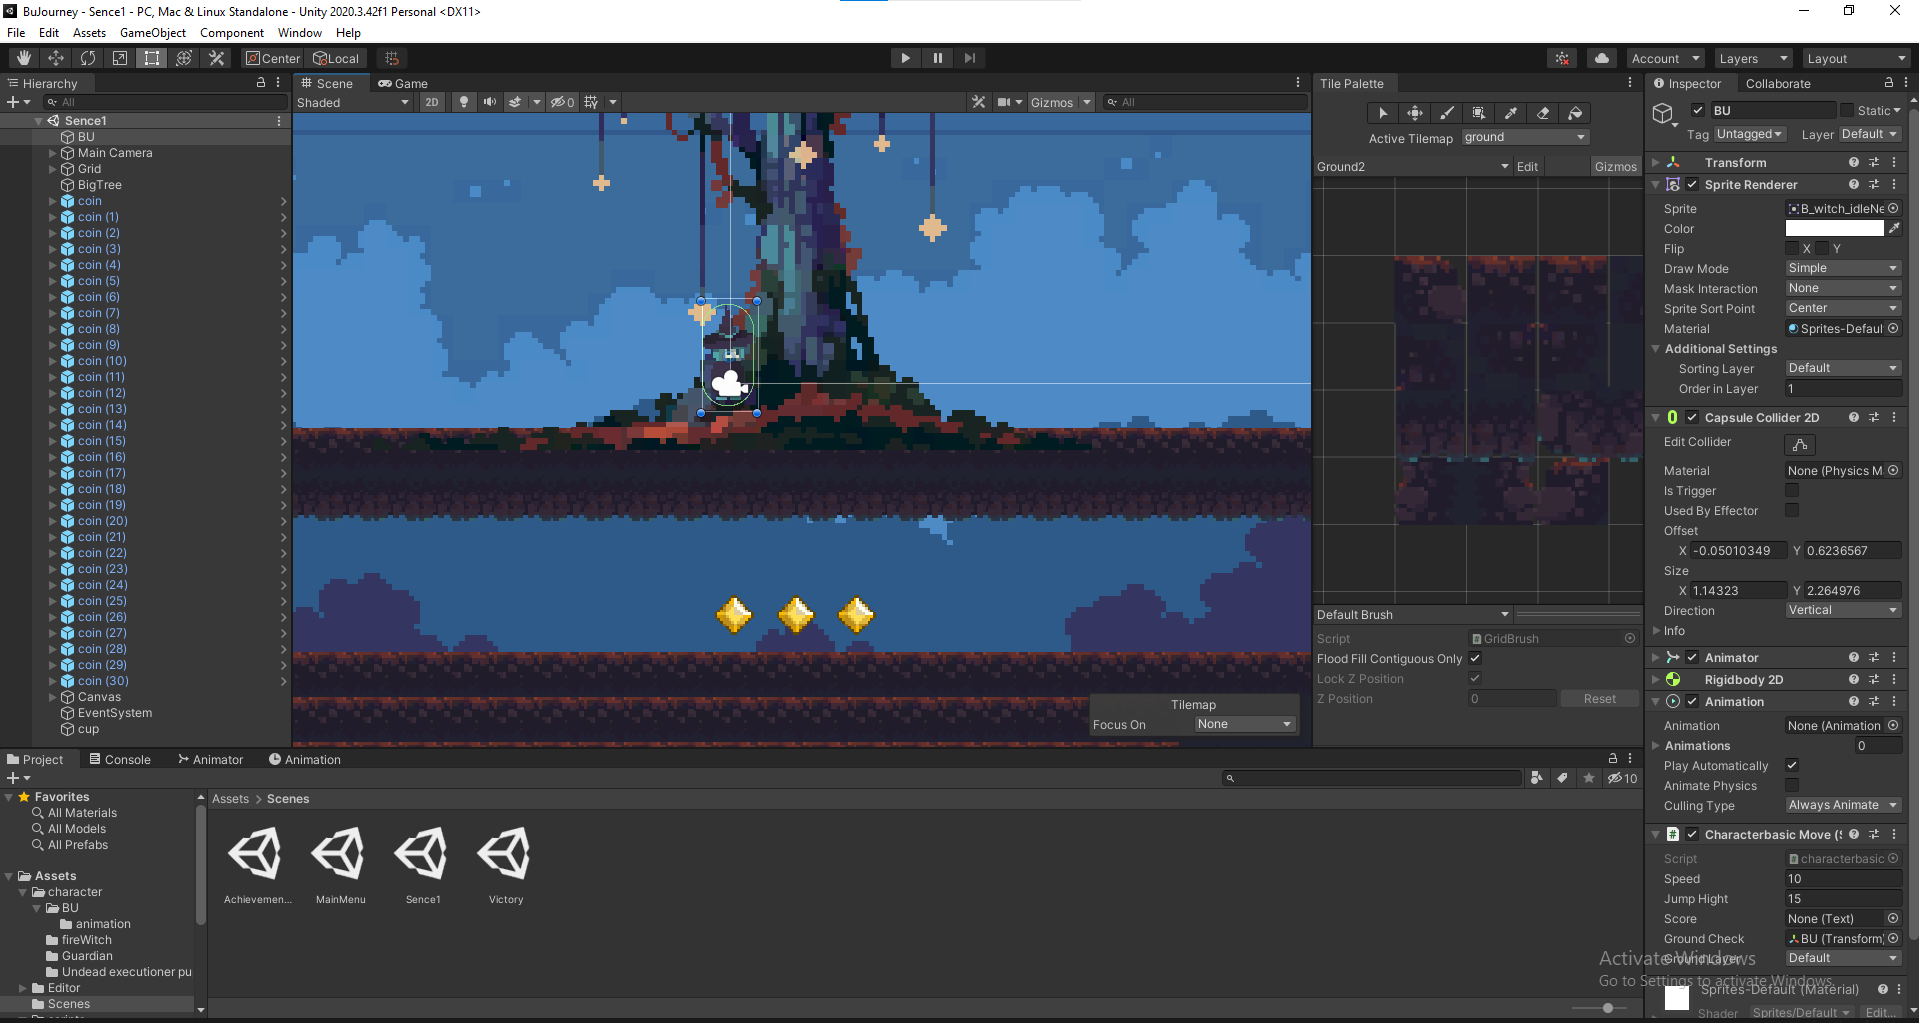 BuJourney - Sence1 - PC, Mac & Linux Standalone - Unity 2020.3.42f1 Personal <DX11>
File Edit Assets GameObject Component Window Help
Center Local Account Layers Layout
Hierarchy
All
Sence1
BU
Main Camera
Grid
BigTree
coin
coin (1)
coin (2)
coin (3)
coin (4)
coin (5)
coin (6)
coin (7)
coin (8)
coin (9)
coin (10)
coin (11)
coin (12)
coin (13)
coin (14)
coin (15)
coin (16)
coin (17)
coin (18)
coin (19)
coin (20)
coin (21)
coin (22)
coin (23)
coin (24)
coin (25)
coin (26)
coin (27)
coin (28)
coin (29)
coin (30)
Canvas
EventSystem
cup
Scene Game
Shaded 2D 0 Gizmos All
Tilemap
Focus On None
Tile Palette
Active Tilemap ground
Ground2 Edit Gizmos
Default Brush
Script GridBrush
Flood Fill Contiguous Only
Lock Z Position
Z Position 0 Reset
Inspector Collaborate
BU Static
Tag Untagged Layer Default
Transform
Sprite Renderer
Sprite B_witch_idleNe
Color
Flip X Y
Draw Mode Simple
Mask Interaction None
Sprite Sort Point Center
Material Sprites-Defaul
Additional Settings
Sorting Layer Default
Order in Layer 1
Capsule Collider 2D
Edit Collider
Material None (Physics M
Is Trigger
Used By Effector
Offset
X -0.05010349 Y 0.6236567
Size
X 1.14323 Y 2.264976
Direction Vertical
Info
Animator
Rigidbody 2D
Animation
Animation None (Animation
Animations 0
Play Automatically
Animate Physics
Culling Type Always Animate
Characterbasic Move (S
Script characterbasic
Speed 10
Jump Hight 15
Score None (Text)
Ground Check BU (Transform)
Ground Layer Default
Sprites-Default (Material)
Shader Sprites/Default Edit...
Activate Windows
Go to Settings to activate Windows.
Project Console Animator Animation
10
Favorites
All Materials
All Models
All Prefabs
Assets
character
BU
animation
fireWitch
Guardian
Undead executioner pu
Editor
Scenes
Assets > Scenes
Achievemen... MainMenu Sence1 Victory